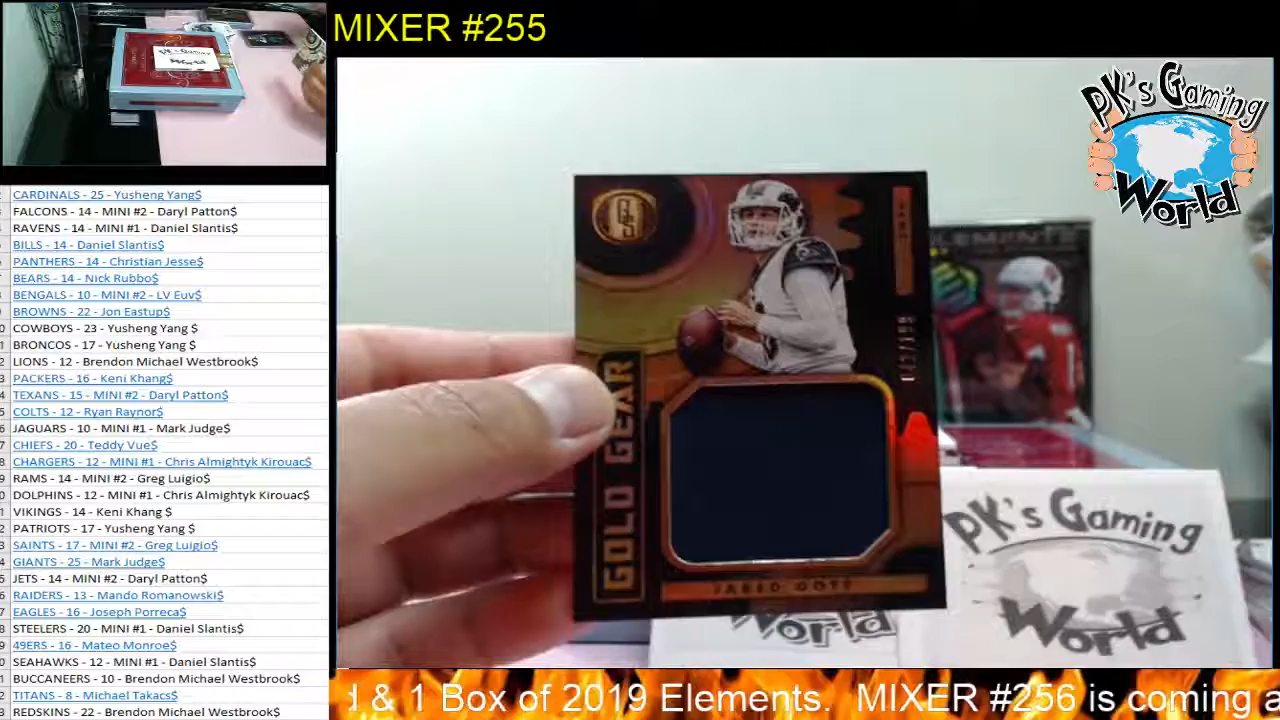 MIXER #255
PK's Gaming
World
CARDINALS - 25 - Yusheng Yang$
FALCONS - 14 - MINI #2 - Daryl Patton$
RAVENS - 14 - MINI #1 - Daniel Slantis$
BILLS - 14 - Daniel Slantis$
PANTHERS - 14 - Christian Jesse$
BEARS - 14 - Nick Rubbo$
BENGALS - 10 - MINI #2 - LV Euv$
BROWNS - 22 - Jon Eastup$
COWBOYS - 23 - Yusheng Yang $
BRONCOS - 17 - Yusheng Yang $
LIONS - 12 - Brendon Michael Westbrook$
PACKERS - 16 - Keni Khang$
TEXANS - 15 - MINI #2 - Daryl Patton$
COLTS - 12 - Ryan Raynor$
JAGUARS - 10 - MINI #1 - Mark Judge$
CHIEFS - 20 - Teddy Vue$
CHARGERS - 12 - MINI #1 - Chris Almightyk Kirouac$
RAMS - 14 - MINI #2 - Greg Luigio$
DOLPHINS - 12 - MINI #1 - Chris Almightyk Kirouac$
VIKINGS - 14 - Keni Khang $
PATRIOTS - 17 - Yusheng Yang $
SAINTS - 17 - MINI #2 - Greg Luigio$
GIANTS - 25 - Mark Judge$
JETS - 14 - MINI #2 - Daryl Patton$
RAIDERS - 13 - Mando Romanowski$
EAGLES - 16 - Joseph Porreca$
STEELERS - 20 - MINI #1 - Daniel Slantis$
49ERS - 16 - Mateo Monroe$
SEAHAWKS - 12 - MINI #1 - Daniel Slantis$
BUCCANEERS - 10 - Brendon Michael Westbrook$
TITANS - 8 - Michael Takacs$
REDSKINS - 22 - Brendon Michael Westbrook$
GS
GOLD GEAR
JARED GOFF
PK's Gaming
World
World
& 1 Box of 2019 Elements. MIXER #256 is coming